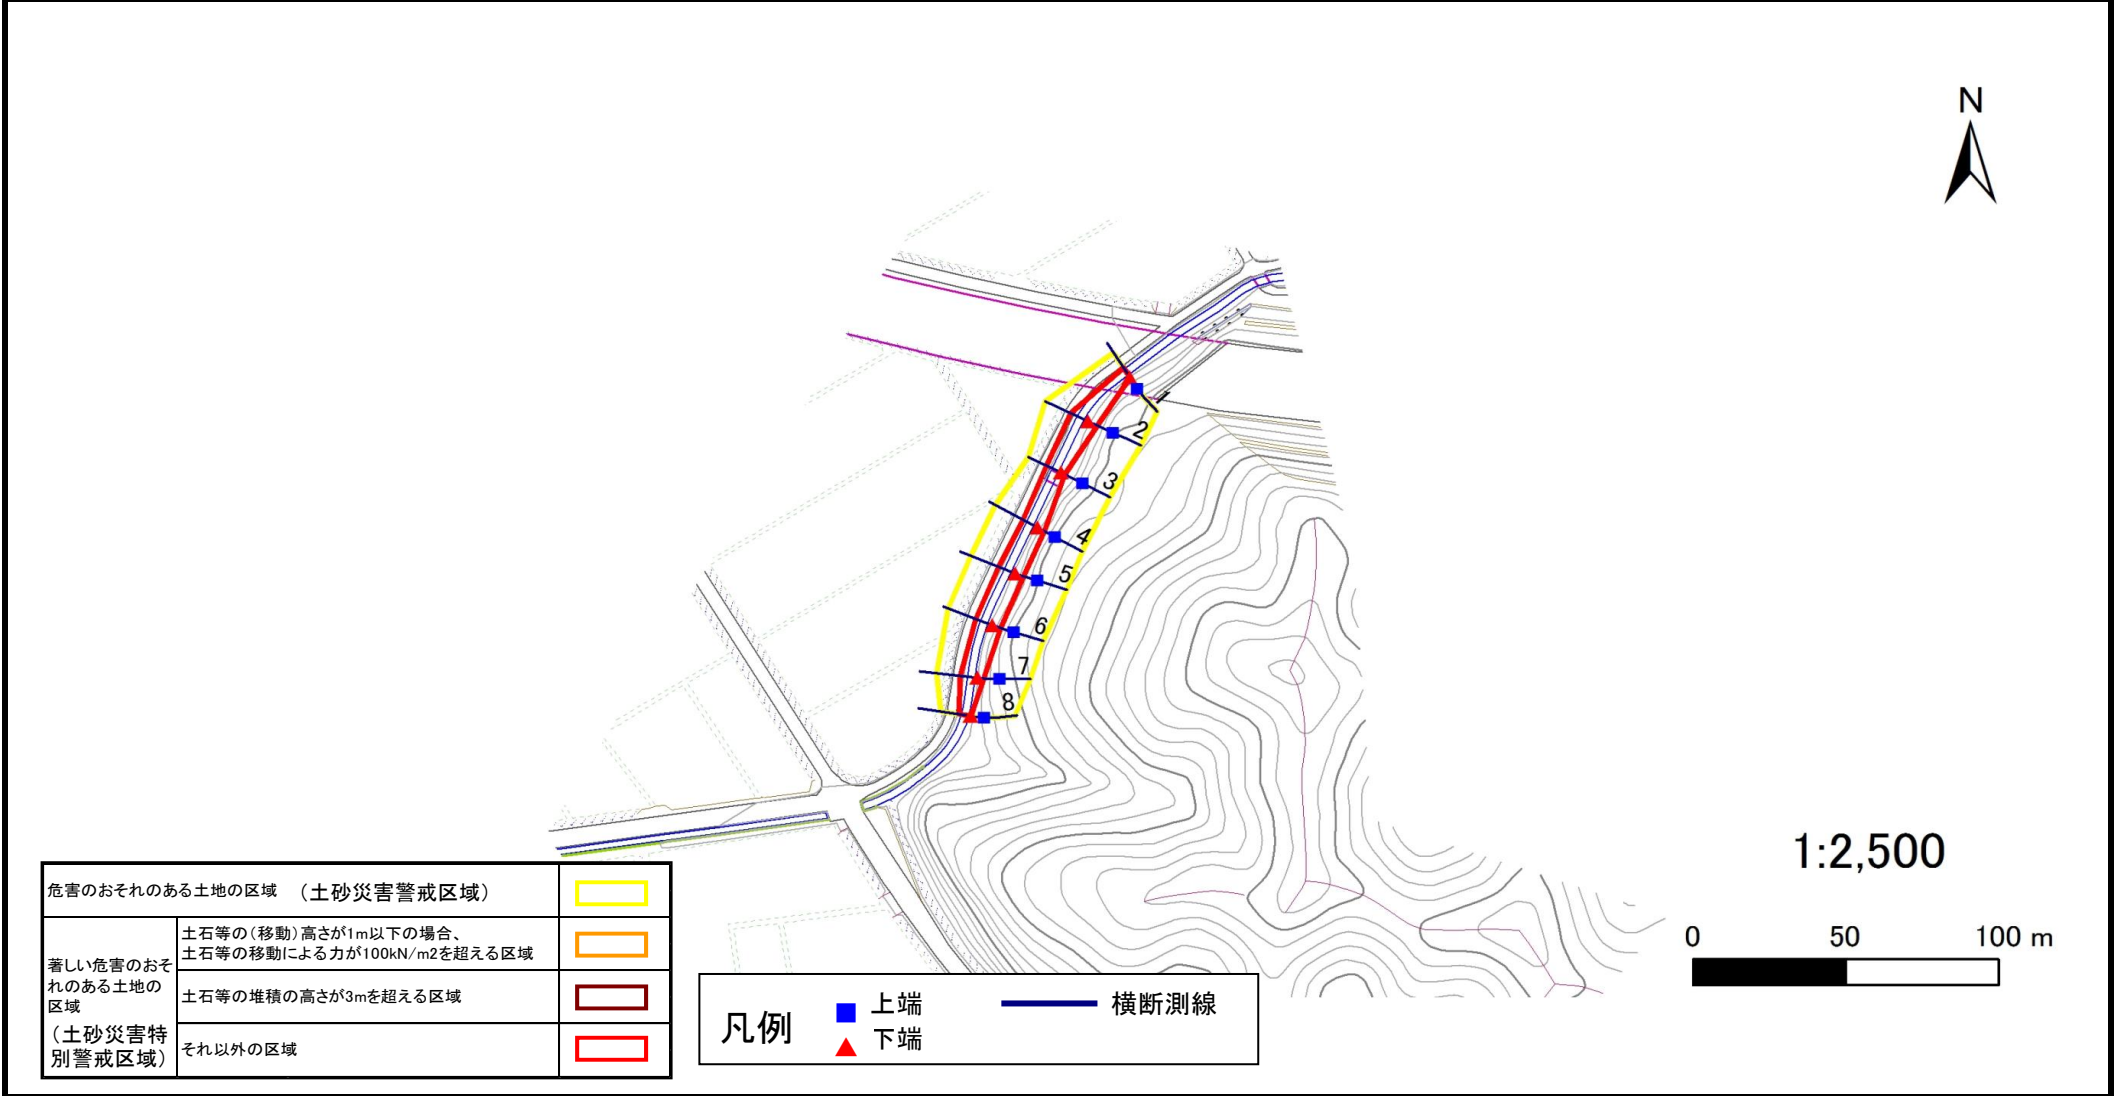 N
1
2
3
4
5
6
7
8
1:2,500
0 50 100 m
危害のおそれのある土地の区域 （土砂災害警戒区域）
著しい危害のおそ
れのある土地の
区域
（土砂災害特
別警戒区域）
土石等の（移動）高さが1m以下の場合、
土石等の移動による力が100kN/m2を超える区域
土石等の堆積の高さが3mを超える区域
それ以外の区域
凡例
上端
下端
横断測線